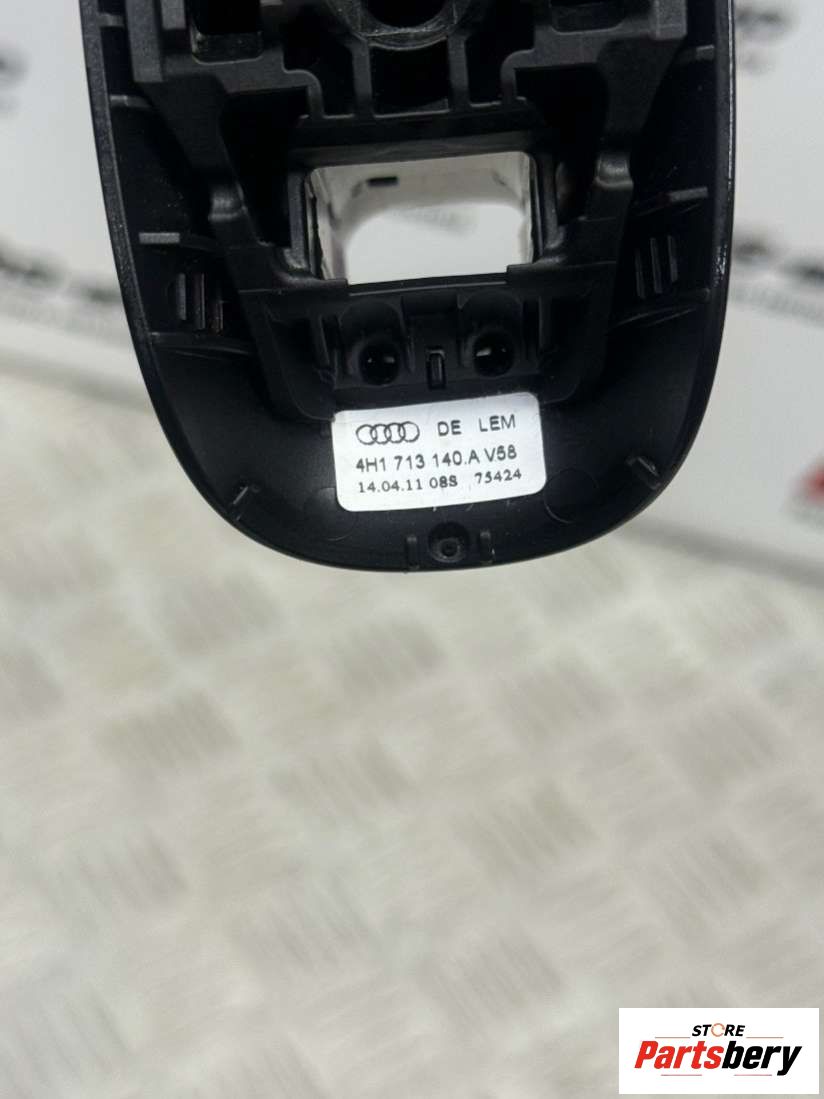 DE LEM
4H1 713 140.A V58
14.04.11 08S 75424
STORE
Partsbery